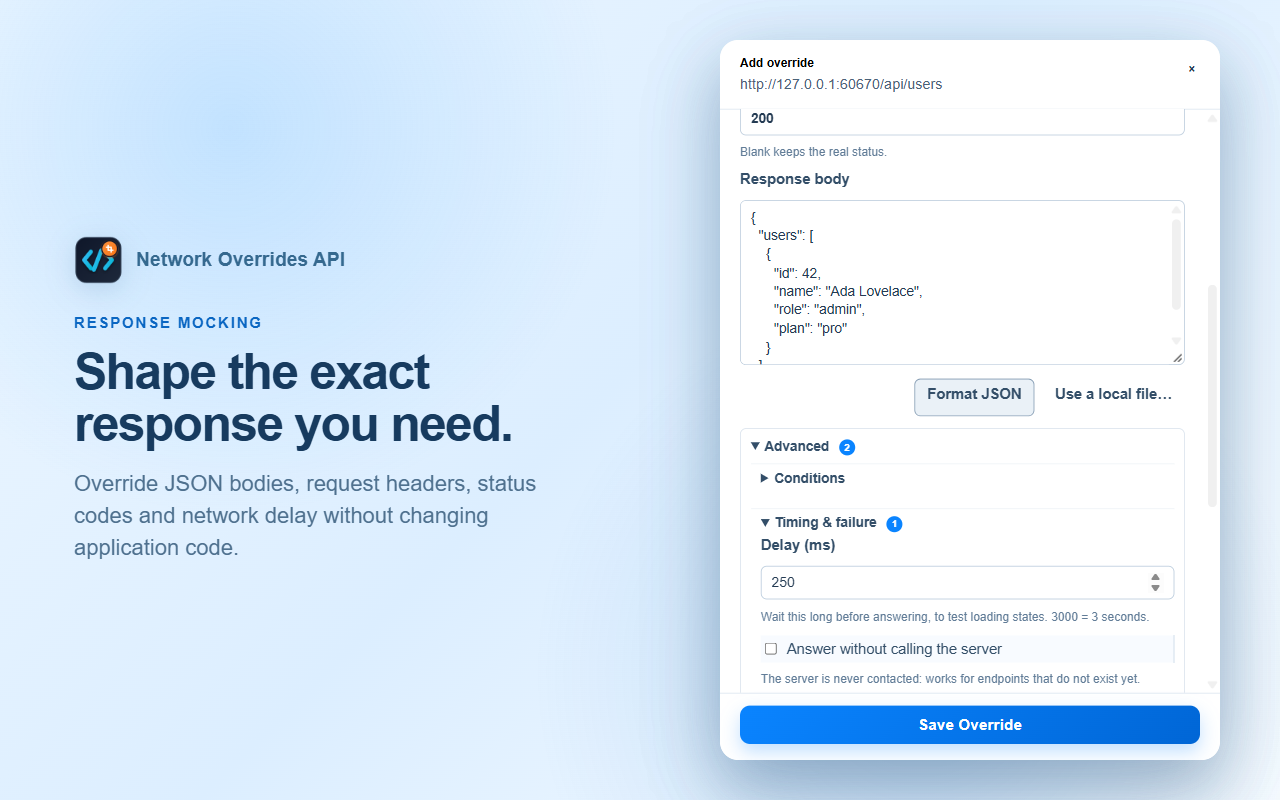 Network Overrides API
RESPONSE MOCKING
Shape the exact
response you need.
Override JSON bodies, request headers, status
codes and network delay without changing
application code.
Add override
×
http://127.0.0.1:60670/api/users
200
Blank keeps the real status.
Response body
{
"users": [
{
"id": 42,
"name": "Ada Lovelace",
"role": "admin",
"plan": "pro"
}
]
Format JSON
Use a local file...
▼ Advanced 2
▶ Conditions
▼ Timing & failure 1
Delay (ms)
250
Wait this long before answering, to test loading states. 3000 = 3 seconds.
Answer without calling the server
The server is never contacted: works for endpoints that do not exist yet.
Save Override